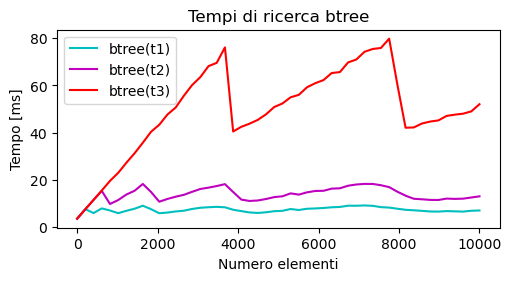 Tempi di ricerca btree
btree(t1)
btree(t2)
btree(t3)
Tempo [ms]
80
60
40
20
0
0 2000 4000 6000 8000 10000
Numero elementi